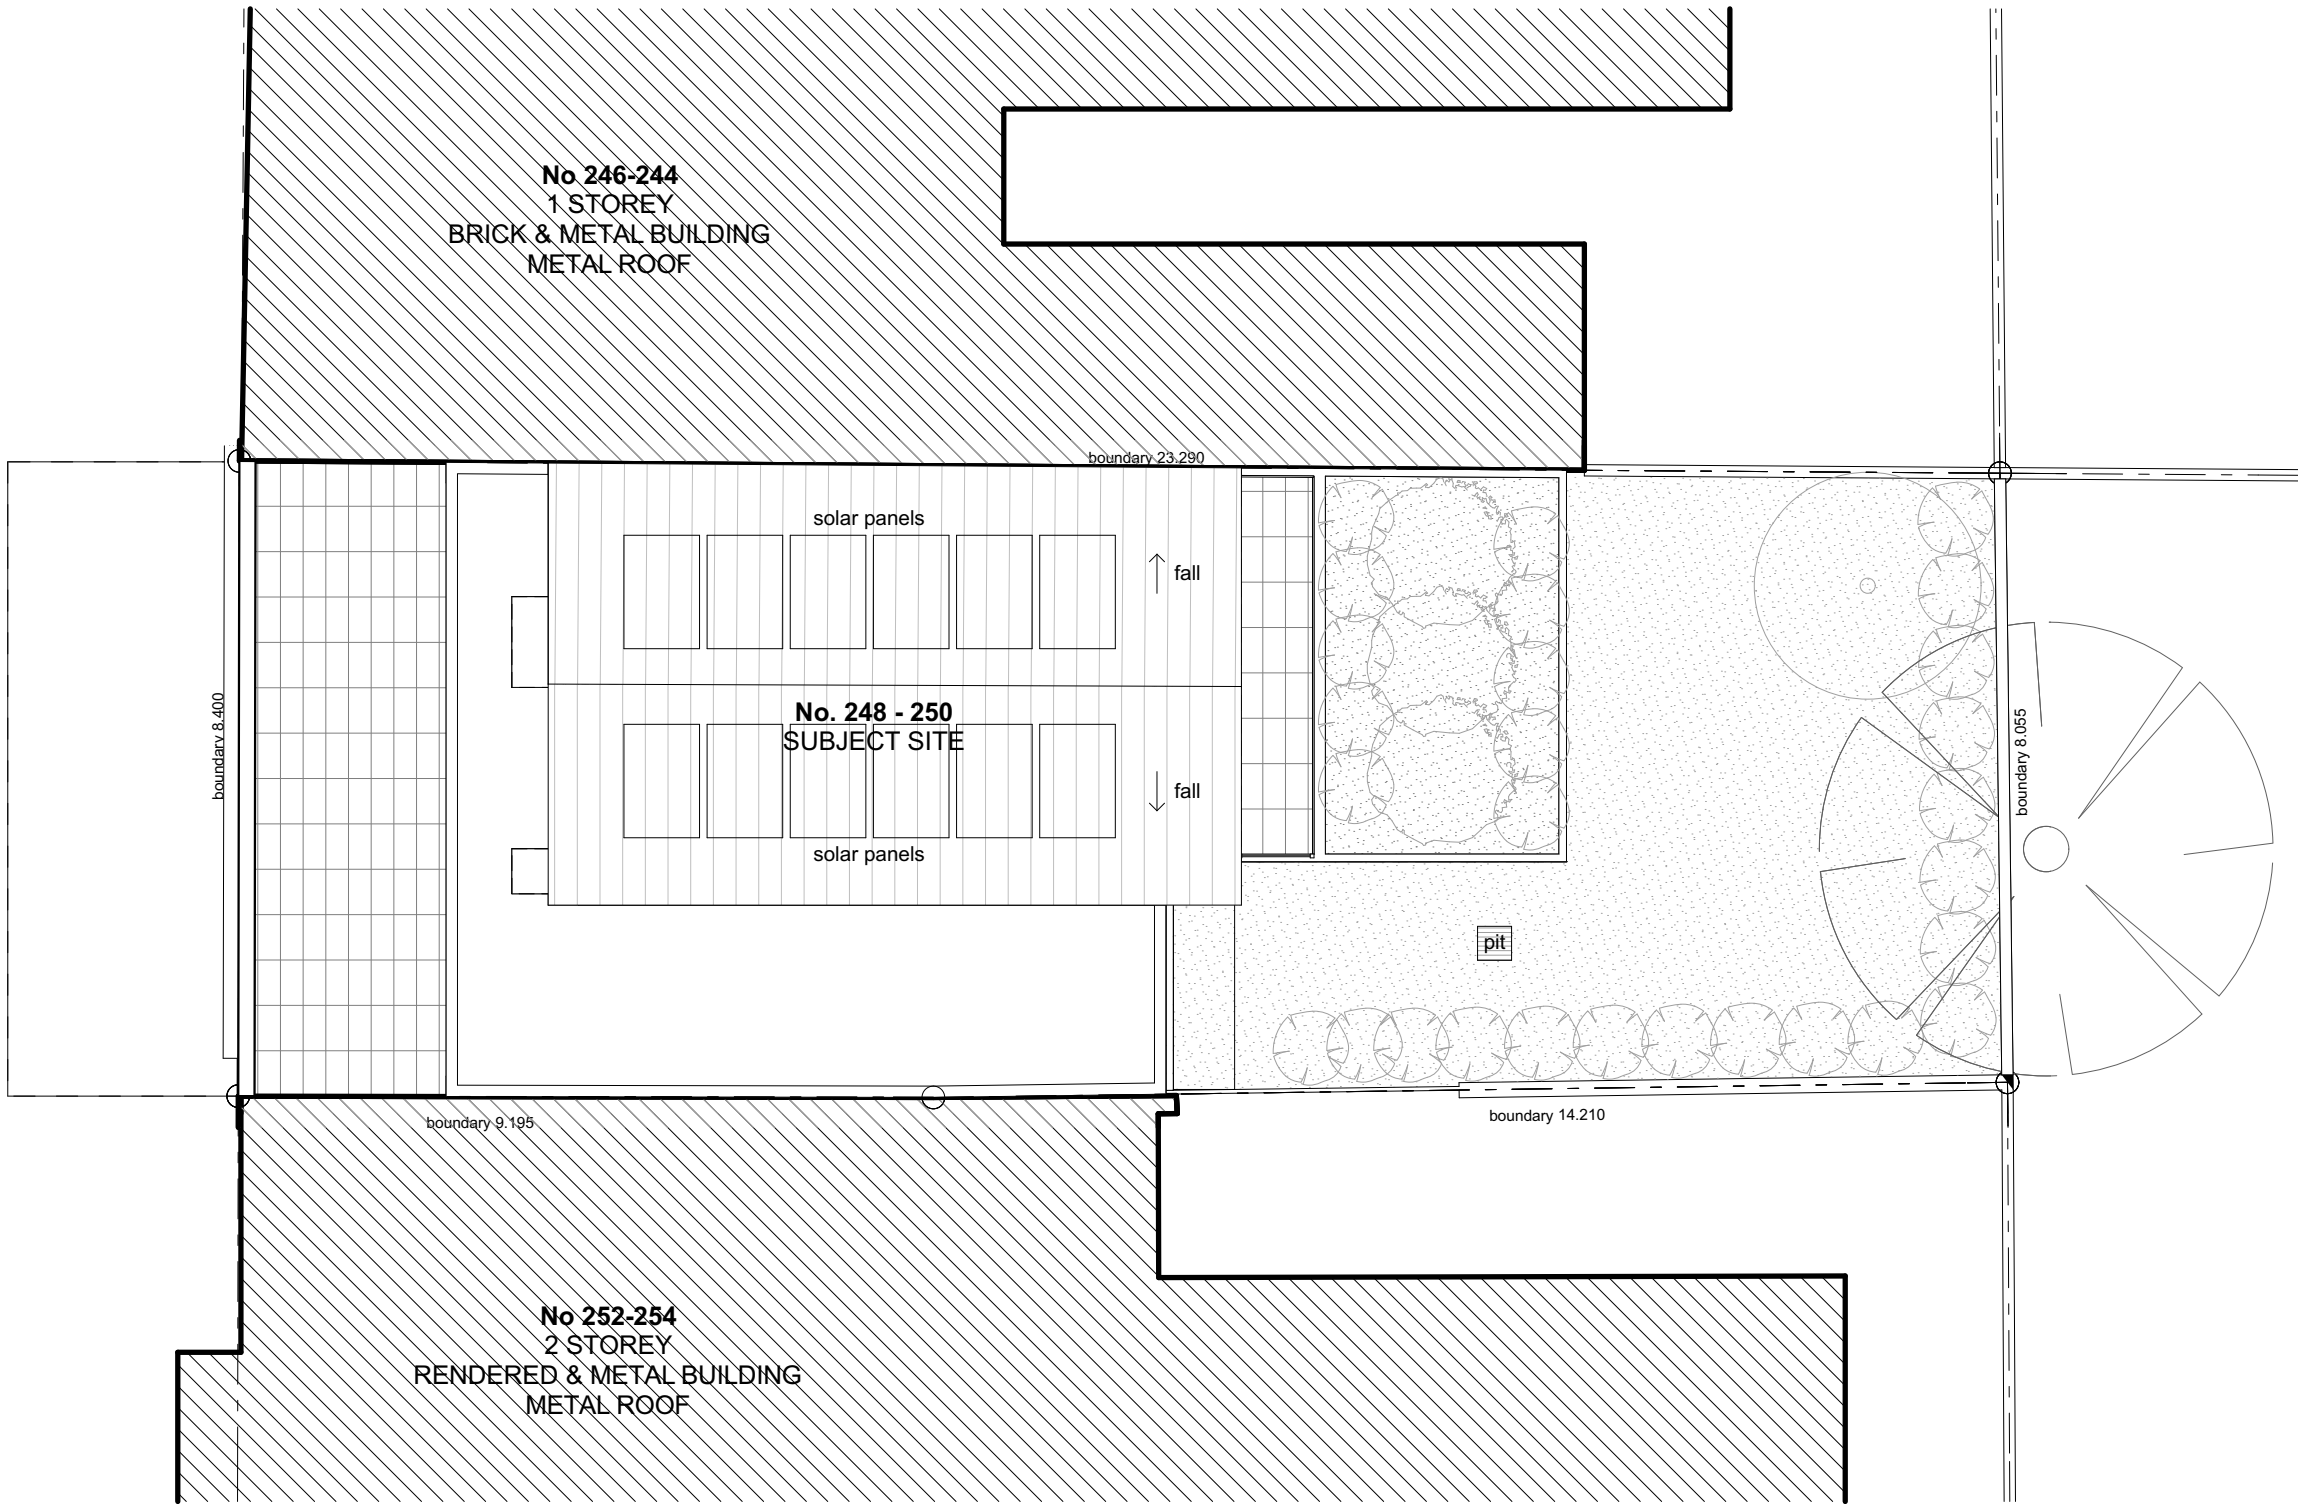 No 246-244
1 STOREY
BRICK & METAL BUILDING
METAL ROOF
boundary 23.290
solar panels
fall
boundary 8.400
No. 248 - 250
SUBJECT SITE
boundary 8.055
fall
solar panels
pit
boundary 9.195
boundary 14.210
No 252-254
2 STOREY
RENDERED & METAL BUILDING
METAL ROOF